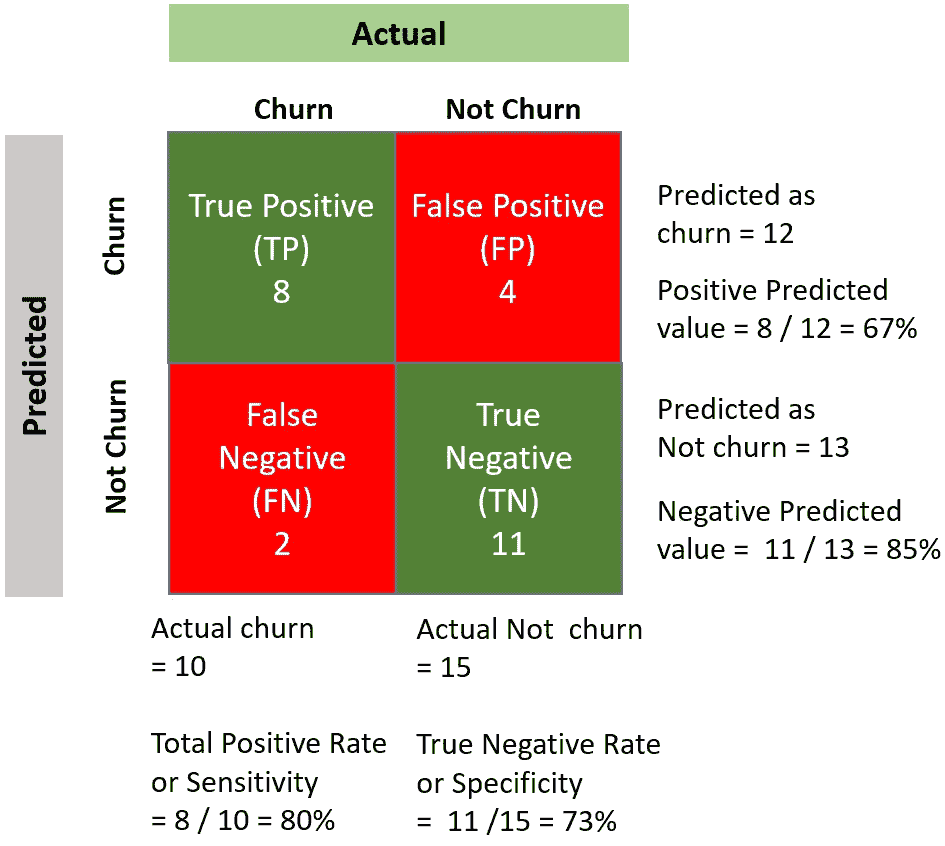 Actual
Churn
Not Churn
Predicted
Churn
True Positive
(TP)
8
False Positive
(FP)
4
Predicted as
churn = 12
Positive Predicted
value = 8 / 12 = 67%
Not Churn
False
Negative
(FN)
2
True
Negative
(TN)
11
Predicted as
Not churn = 13
Negative Predicted
value =  11 / 13 = 85%
Actual churn
= 10
Actual Not  churn
= 15
Total Positive Rate
or Sensitivity
= 8 / 10 = 80%
True Negative Rate
or Specificity
=  11 /15 = 73%